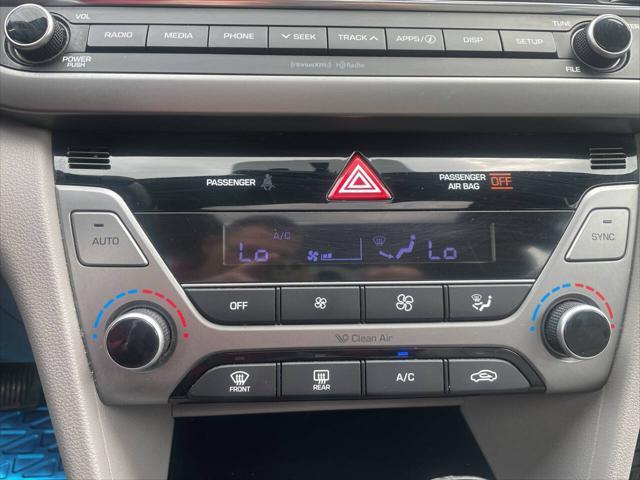 VOL
TUNE
RADIO MEDIA PHONE SEEK TRACK APPS/i DISP SETUP
POWER
PUSH
FILE
SiriusXM HD Radio
PASSENGER
PASSENGER
AIR BAG OFF
AUTO
A/C
SYNC
Lo
Lo
OFF
Clean Air
FRONT
REAR
A/C